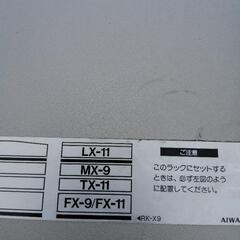 LX-11
MX-9
TX-11
FX-9/FX-11
ご注意
このラックにセットする
ときは、必ず左図のよう
に配置してください。
◀RK-X9
AIWA